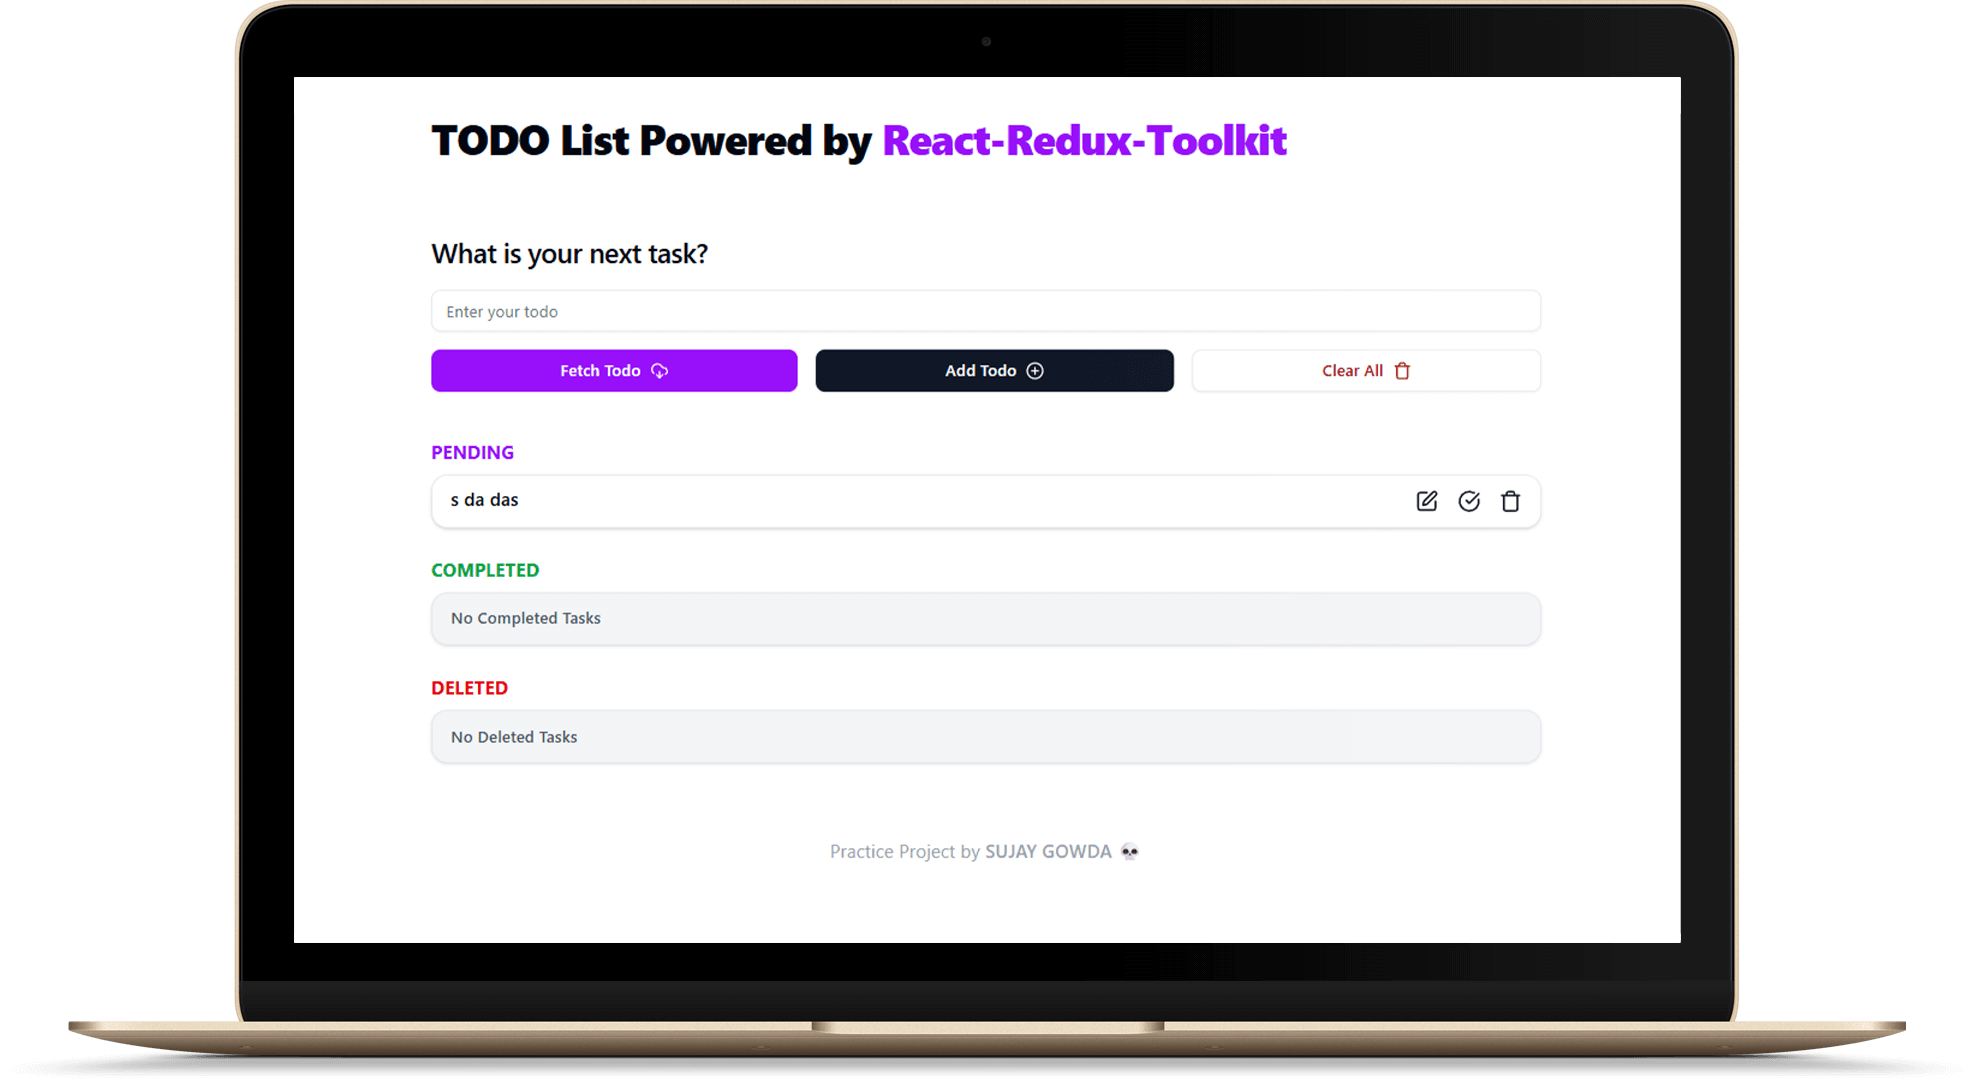 TODO List Powered by React-Redux-Toolkit
What is your next task?
Enter your todo
Fetch Todo
Add Todo
Clear All
PENDING
s da das
COMPLETED
No Completed Tasks
DELETED
No Deleted Tasks
Practice Project by SUJAY GOWDA 💀